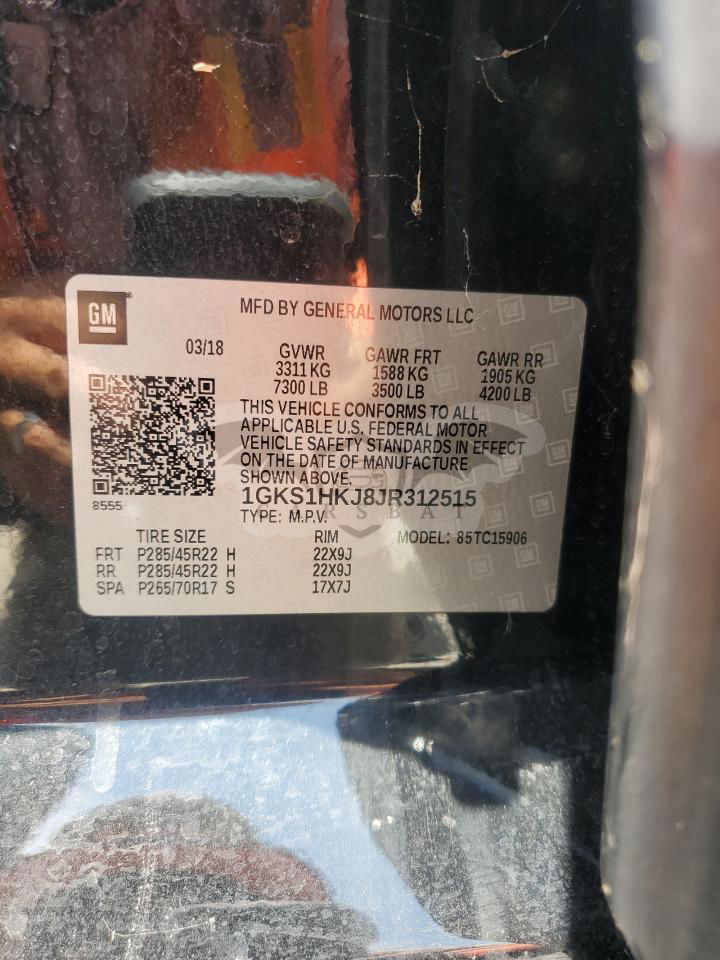 GM
MFD BY GENERAL MOTORS LLC
03/18 GVWR GAWR FRT GAWR RR
3311 KG 1588 KG 1905 KG
7300 LB 3500 LB 4200 LB
THIS VEHICLE CONFORMS TO ALL
APPLICABLE U.S. FEDERAL MOTOR
VEHICLE SAFETY STANDARDS IN EFFECT
ON THE DATE OF MANUFACTURE
SHOWN ABOVE.
8555
1GKS1HKJ8JR312515
TYPE: M.P.V.
TIRE SIZE RIM MODEL: 85TC15906
FRT P285/45R22 H 22X9J
RR P285/45R22 H 22X9J
SPA P265/70R17 S 17X7J